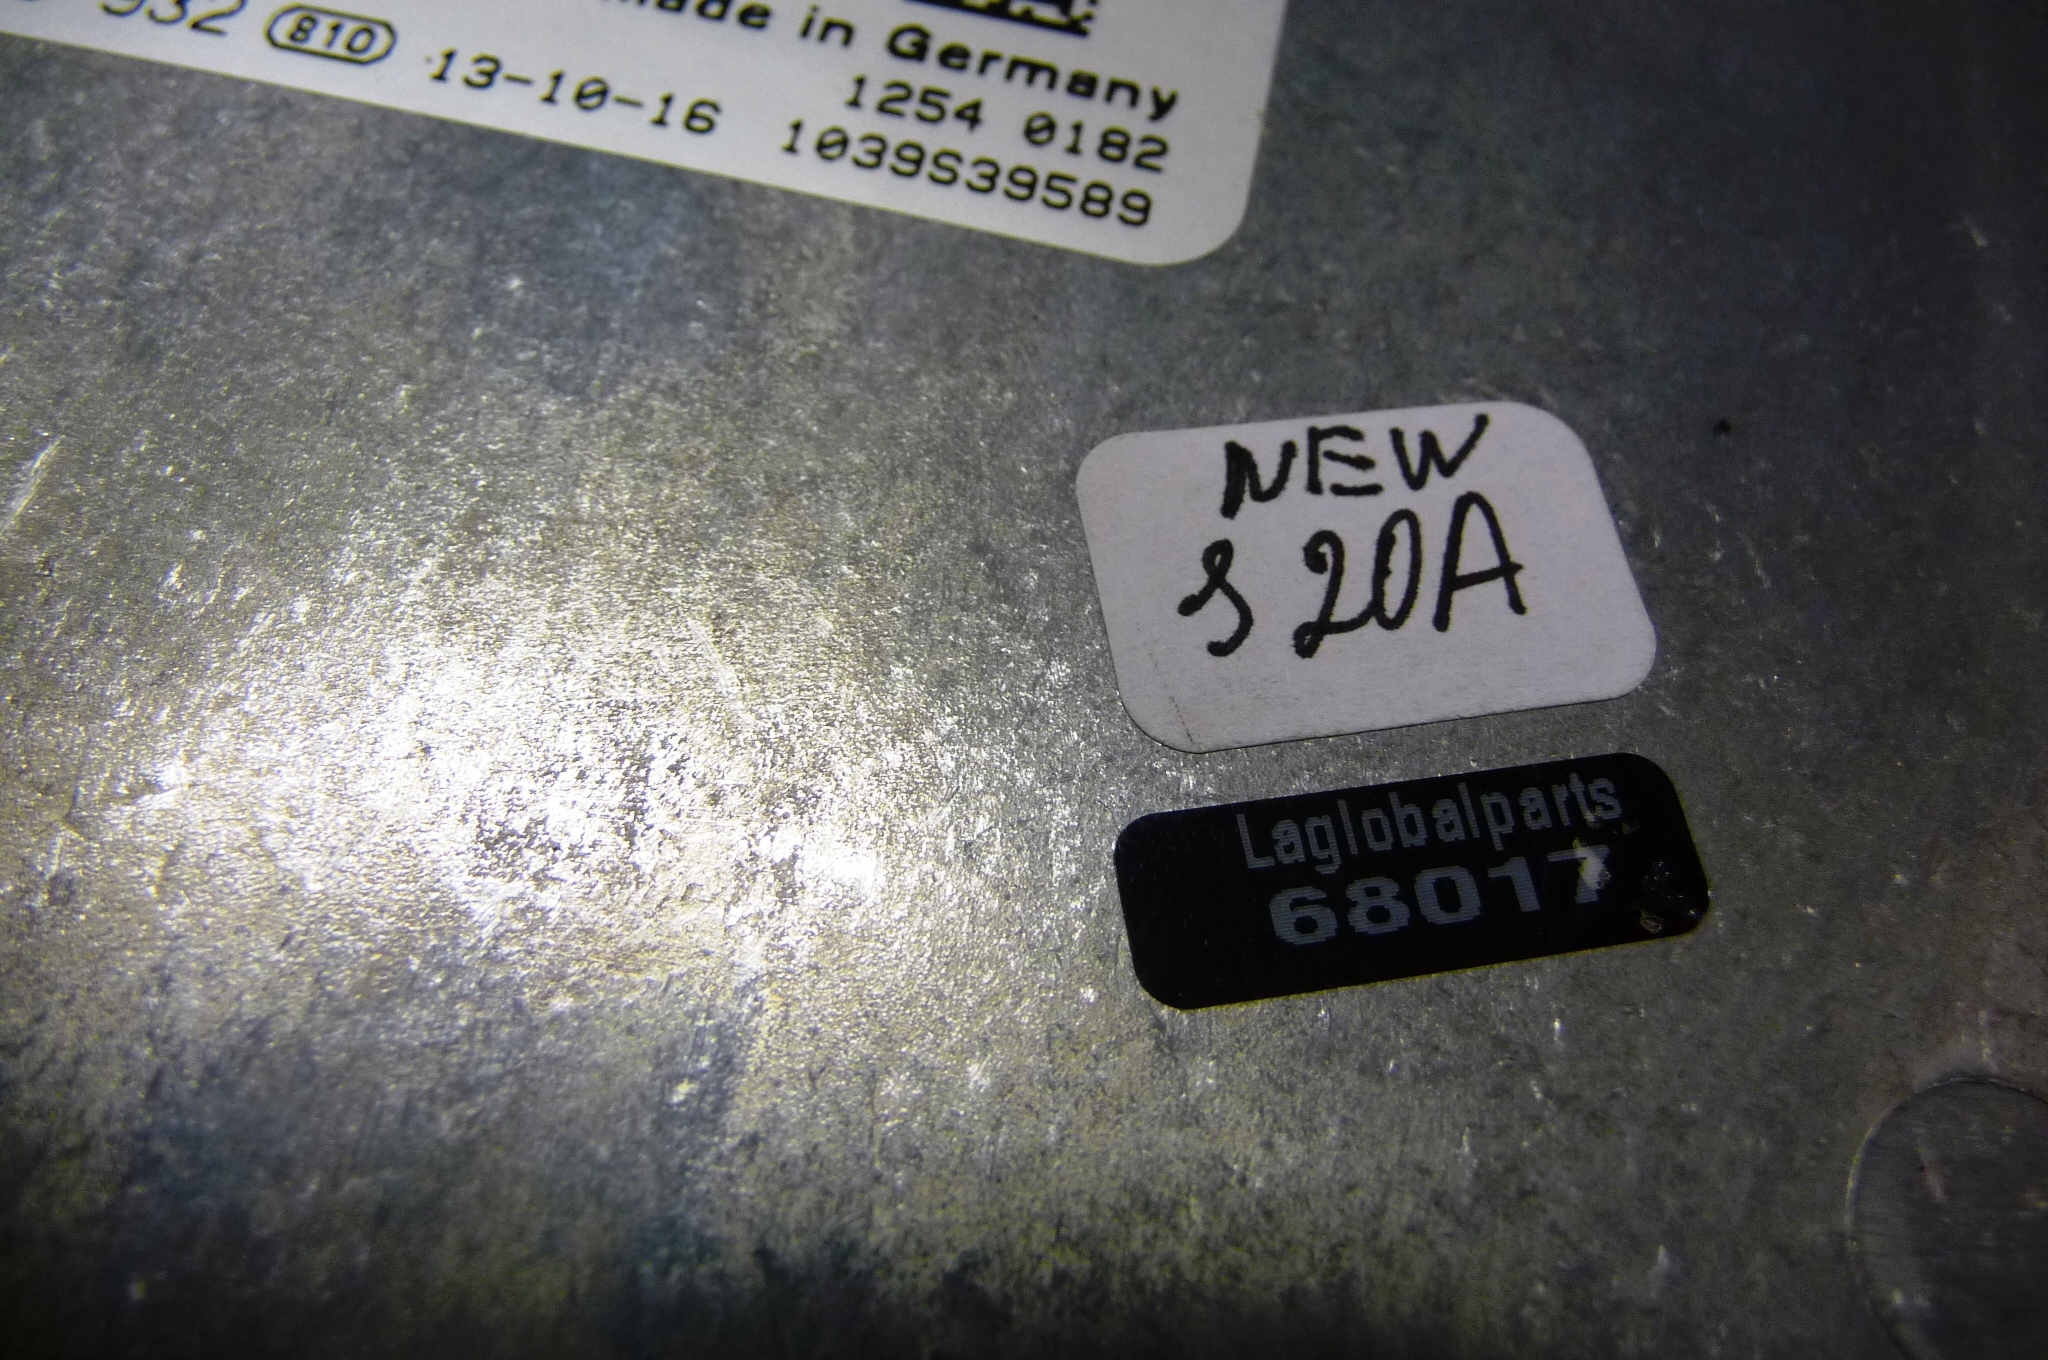 made in Germany
1254 0182
932 810 13-10-16 1039S39589
NEW
S 20A
Laglobalparts
68017